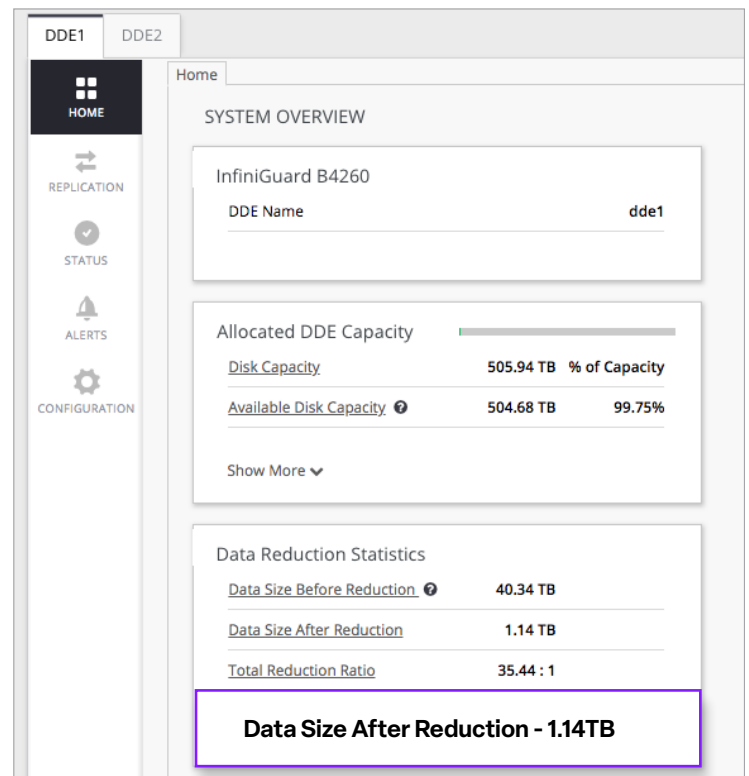 DDE1 DDE2
Home
HOME
REPLICATION
STATUS
ALERTS
CONFIGURATION
SYSTEM OVERVIEW
InfiniGuard B4260
DDE Name dde1
Allocated DDE Capacity
Disk Capacity 505.94 TB % of Capacity
Available Disk Capacity ? 504.68 TB 99.75%
Show More
Data Reduction Statistics
Data Size Before Reduction ? 40.34 TB
Data Size After Reduction 1.14 TB
Total Reduction Ratio 35.44 : 1
Data Size After Reduction - 1.14TB